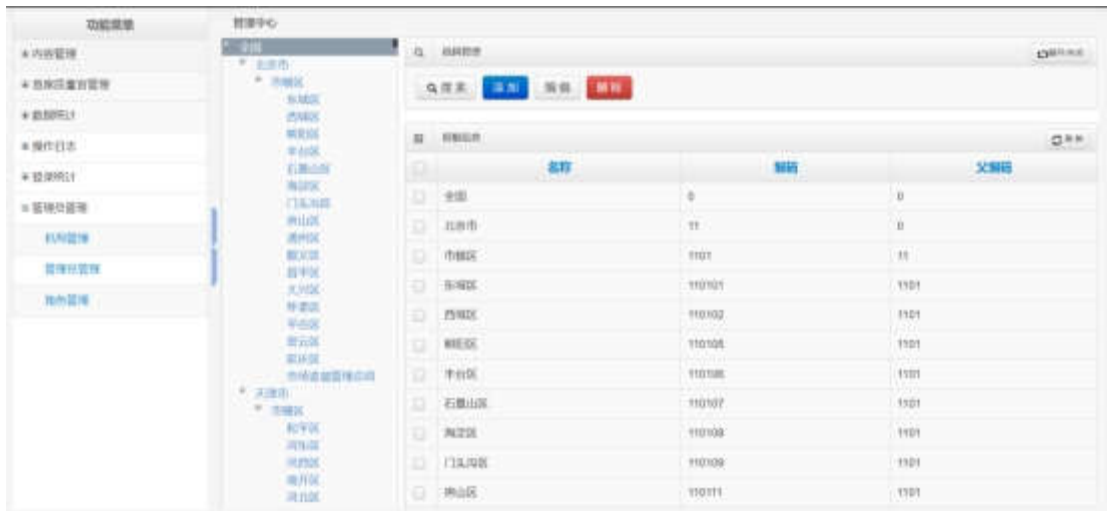 功能菜单
管理中心
内容管理
数据统计
操作日志
登录统计
管理员管理
机构管理
管理员管理
角色管理
全国
北京市
市辖区
东城区
西城区
朝阳区
丰台区
石景山区
海淀区
门头沟区
房山区
通州区
顺义区
昌平区
大兴区
怀柔区
平谷区
密云区
延庆区
天津市
市辖区
和平区
河东区
河西区
南开区
河北区
搜索 添加 编辑 删除
刷新
名称 编码 父编码
全国 0 0
北京市 11 0
市辖区 1101 11
东城区 110101 1101
西城区 110102 1101
朝阳区 110105 1101
丰台区 110106 1101
石景山区 110107 1101
海淀区 110108 1101
门头沟区 110109 1101
房山区 110111 1101